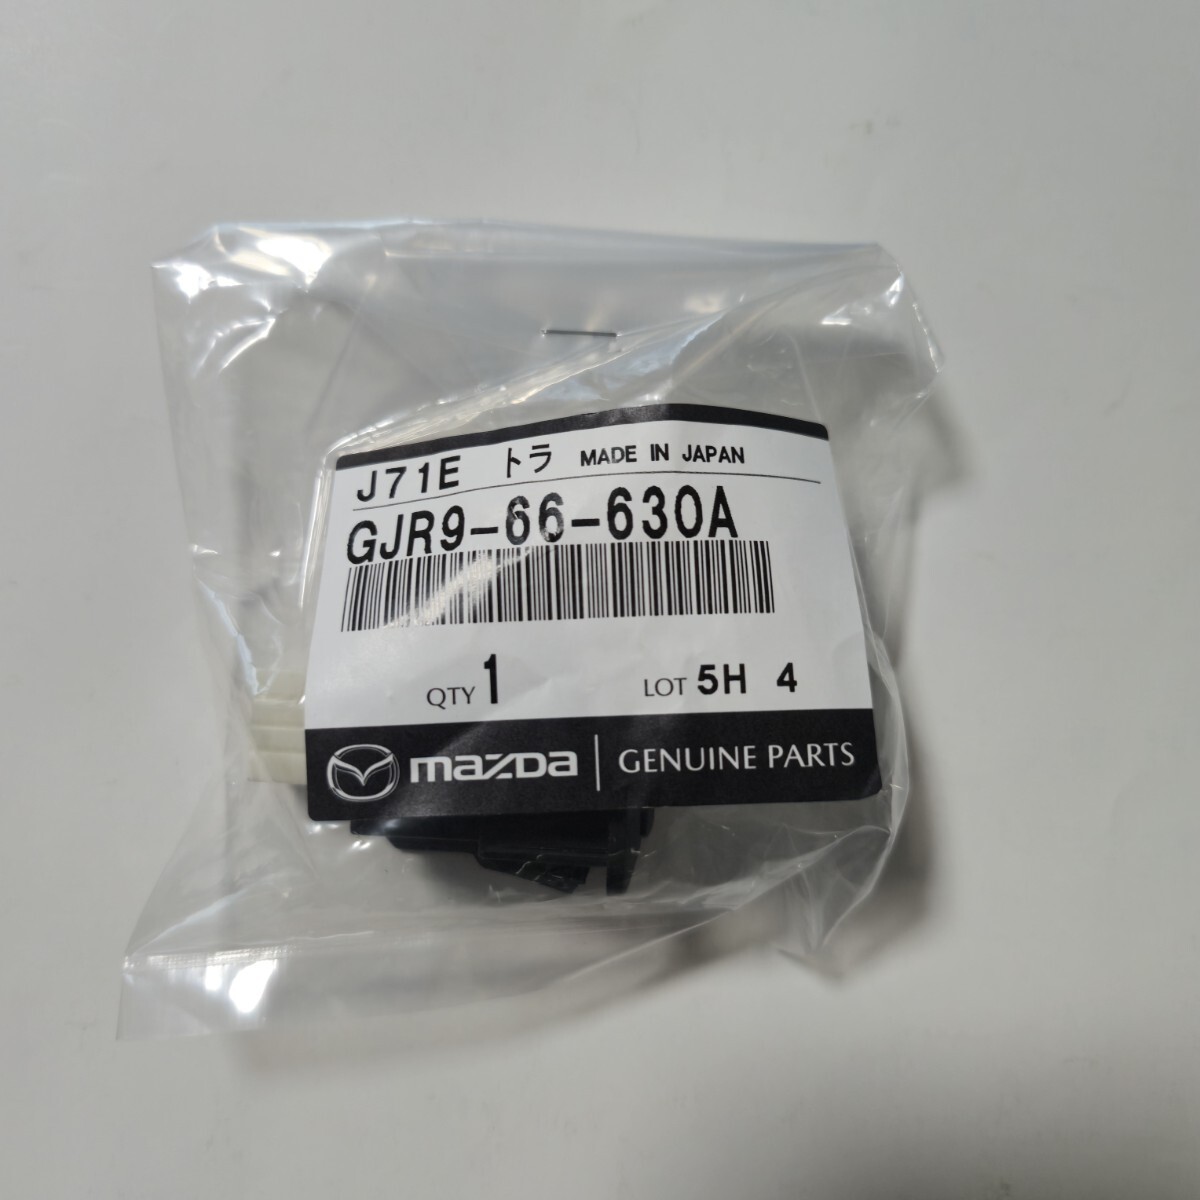 J71E トラ MADE IN JAPAN
GJR9-66-630A
QTY 1 LOT 5H 4
mazda GENUINE PARTS